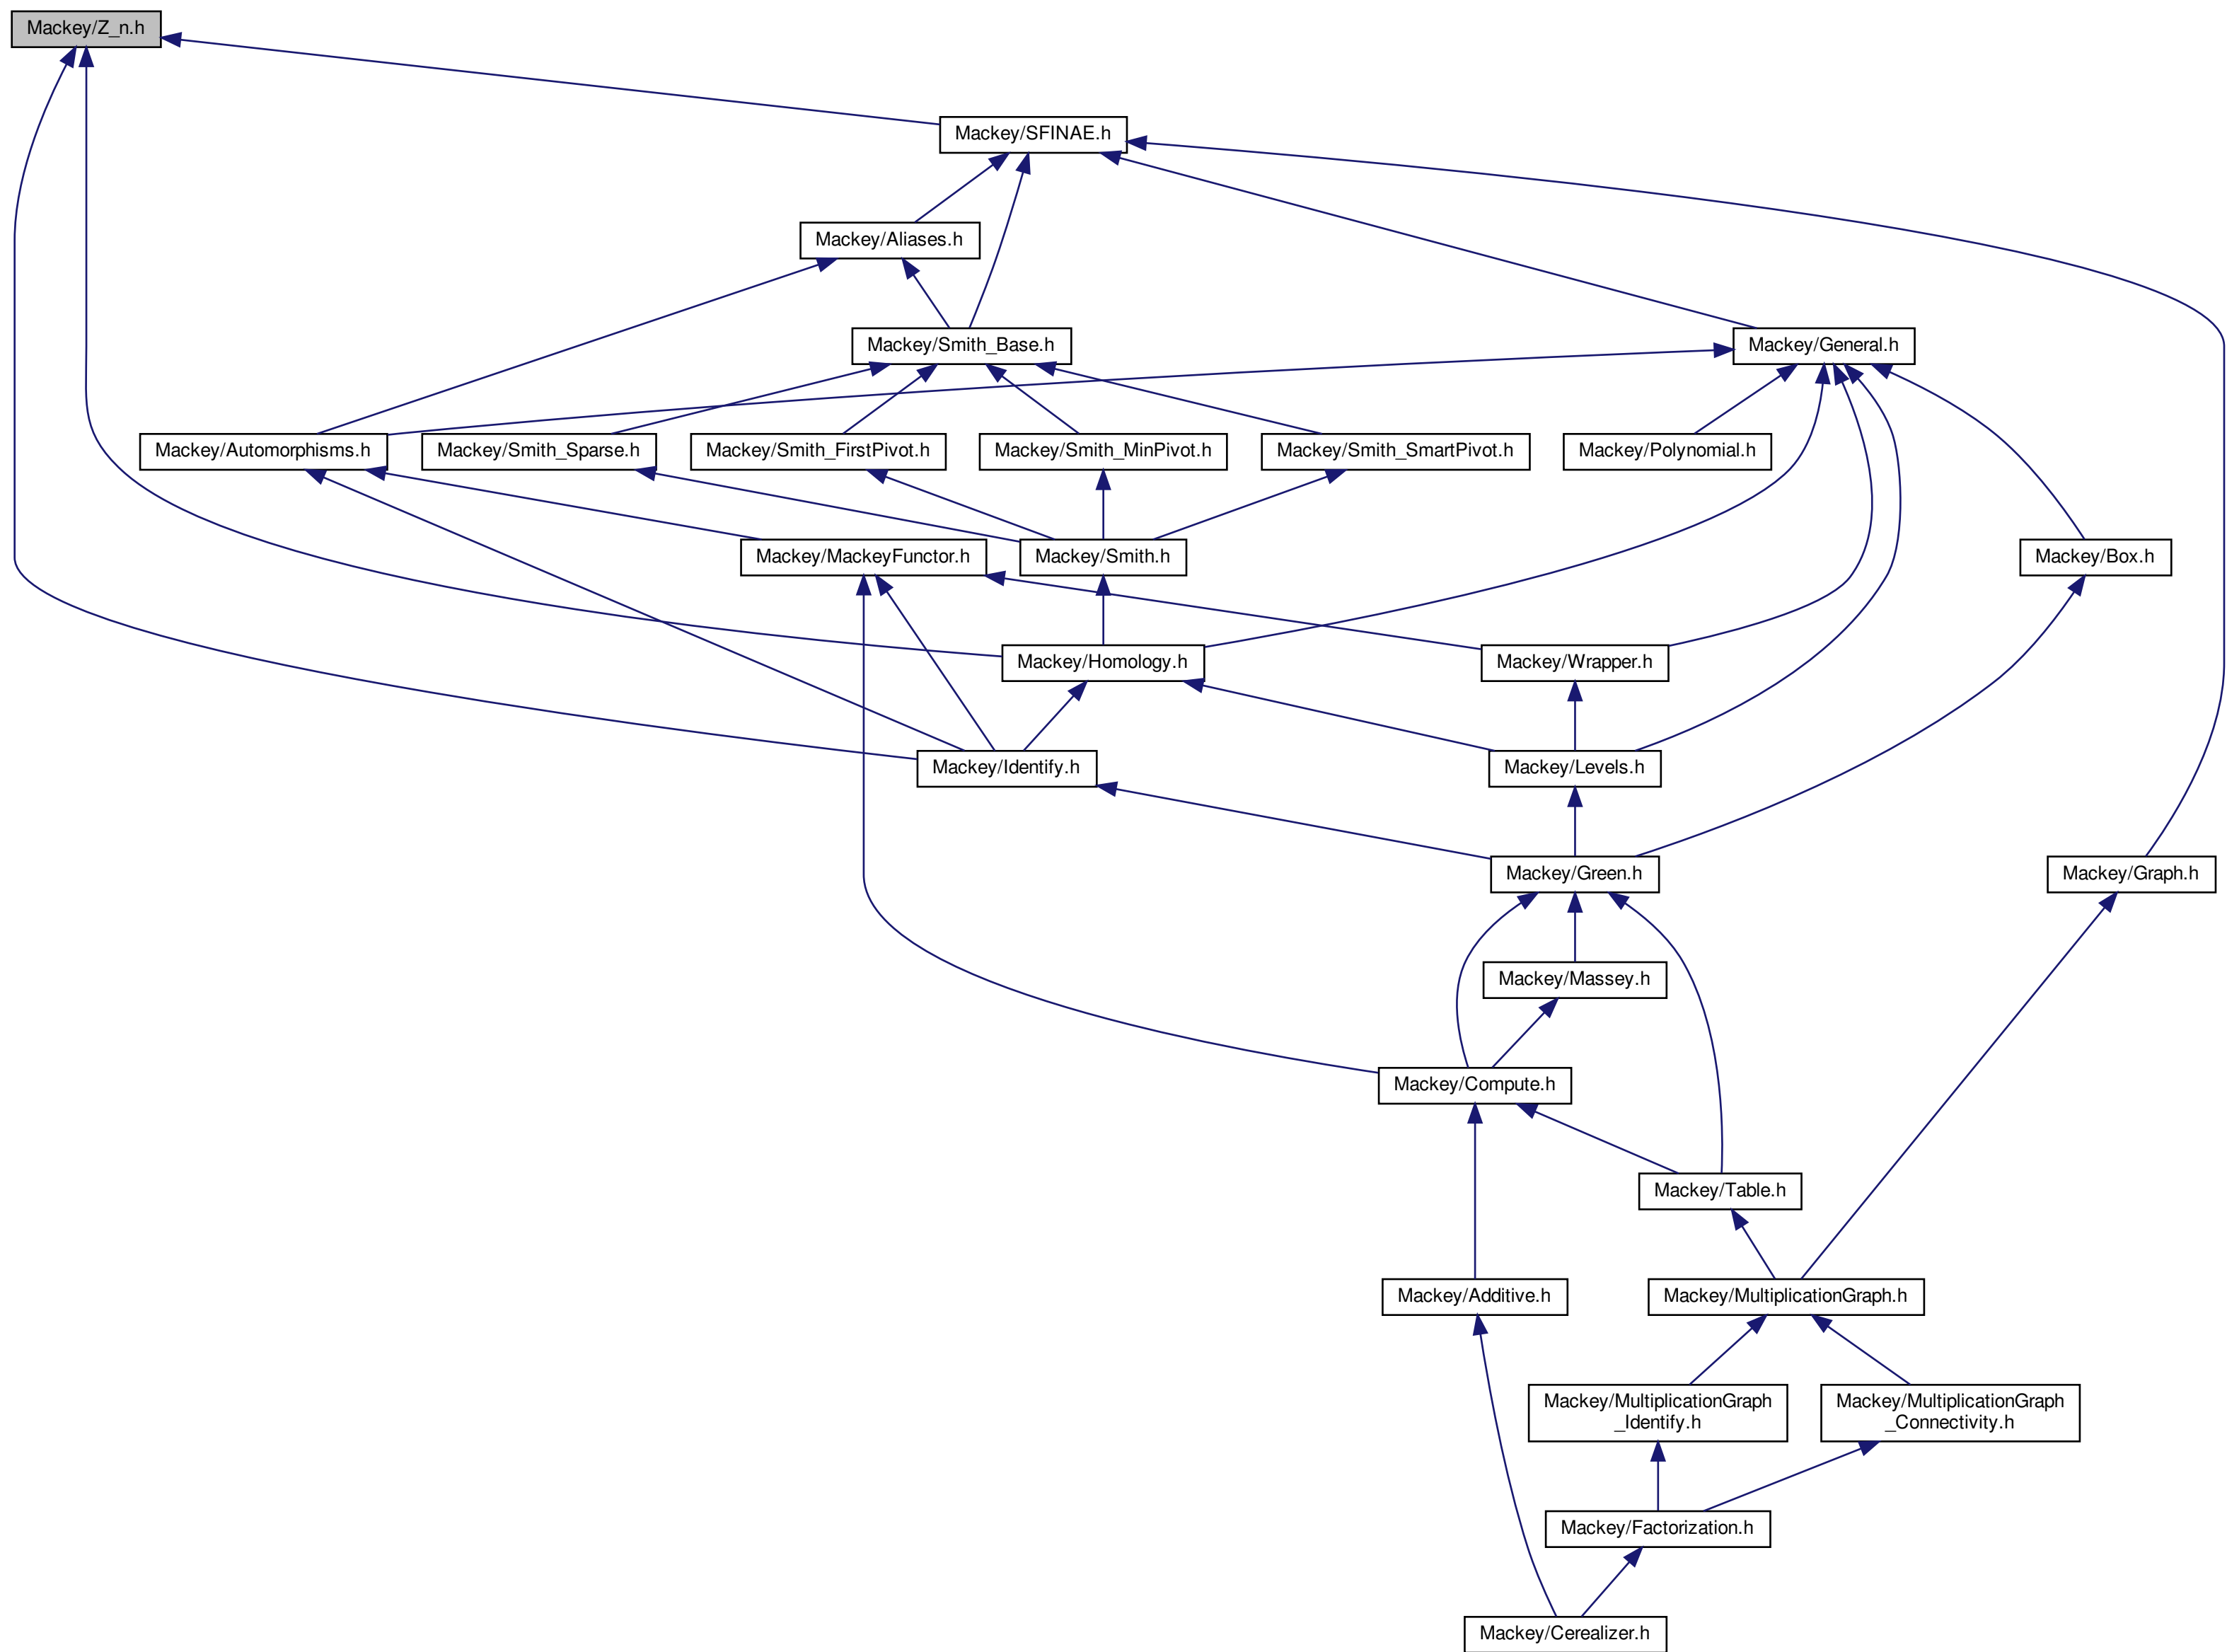 Mackey/Z_n.h
Mackey/SFINAE.h
Mackey/Aliases.h
Mackey/Smith_Base.h
Mackey/General.h
Mackey/Automorphisms.h
Mackey/Smith_Sparse.h
Mackey/Smith_FirstPivot.h
Mackey/Smith_MinPivot.h
Mackey/Smith_SmartPivot.h
Mackey/Polynomial.h
Mackey/MackeyFunctor.h
Mackey/Smith.h
Mackey/Box.h
Mackey/Homology.h
Mackey/Wrapper.h
Mackey/Identify.h
Mackey/Levels.h
Mackey/Green.h
Mackey/Graph.h
Mackey/Massey.h
Mackey/Compute.h
Mackey/Table.h
Mackey/Additive.h
Mackey/MultiplicationGraph.h
Mackey/MultiplicationGraph
_Identify.h
Mackey/MultiplicationGraph
_Connectivity.h
Mackey/Factorization.h
Mackey/Cerealizer.h